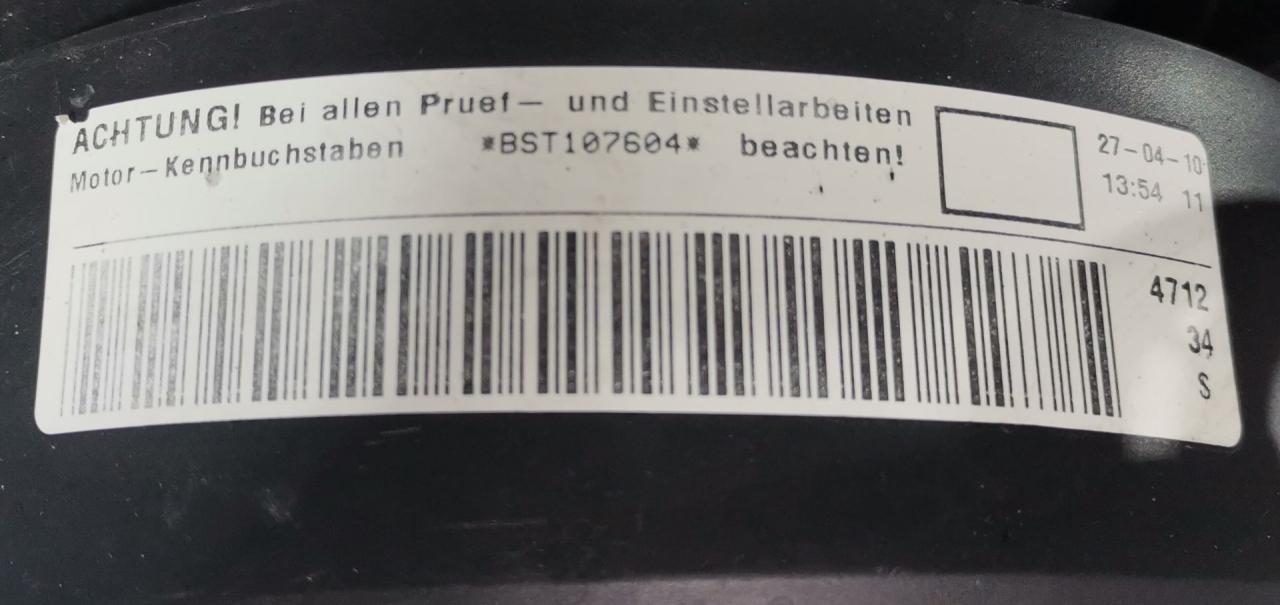 ACHTUNG! Bei allen Pruef- und Einstellarbeiten
Motor-Kennbuchstaben *BST107604* beachten!
27-04-10
13:54 11
4712
34
S